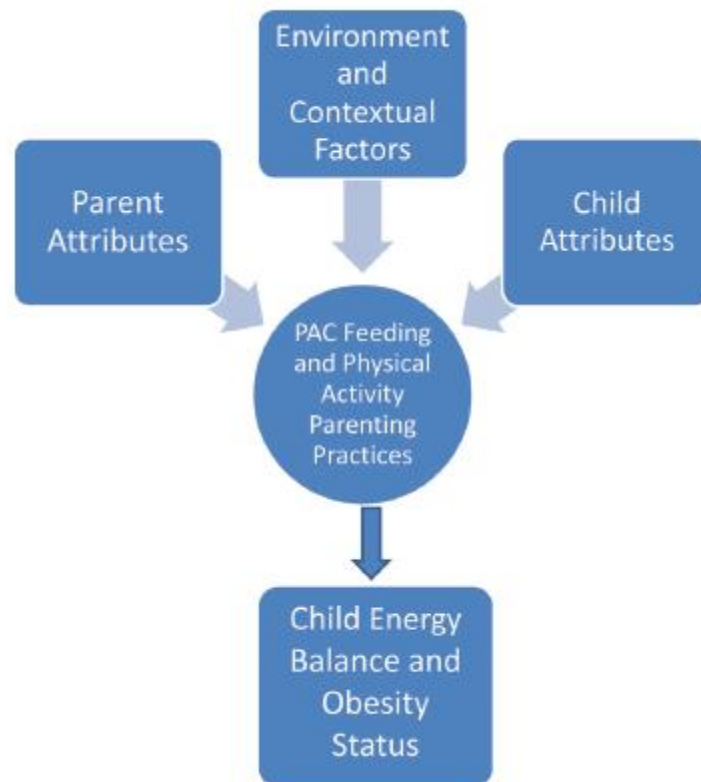 Environment
and
Contextual
Factors
Parent
Attributes
Child
Attributes
PAC Feeding
and Physical
Activity
Parenting
Practices
Child Energy
Balance and
Obesity
Status